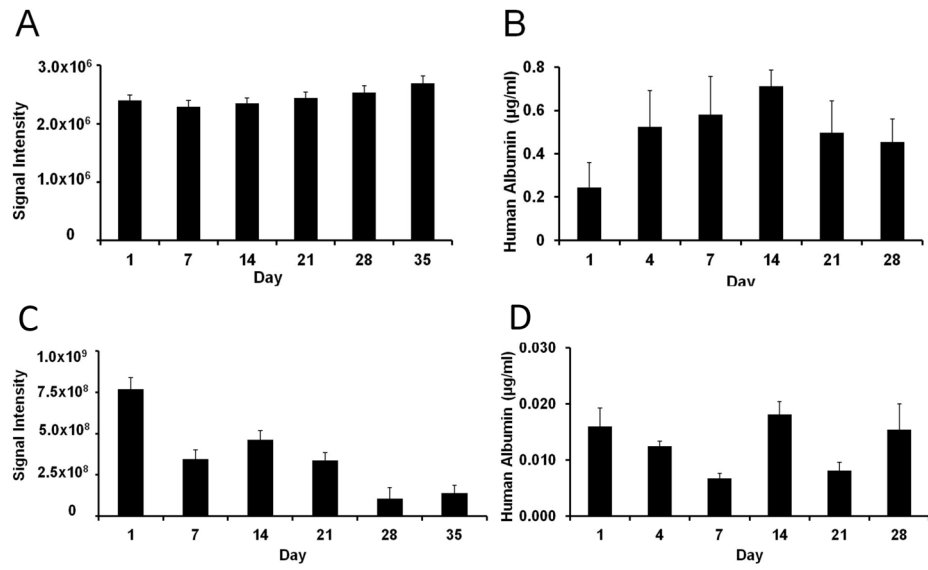 A
Signal Intensity
3.0x10⁶
2.0x10⁶
1.0x10⁶
0
1 7 14 21 28 35
Day
B
Human Albumin (µg/ml)
0.8
0.6
0.4
0.2
0
1 4 7 14 21 28
Day
C
Signal Intensity
1.0x10⁹
7.5x10⁸
5.0x10⁸
2.5x10⁸
0
1 7 14 21 28 35
Day
D
Human Albumin (µg/ml)
0.030
0.020
0.010
0.000
1 4 7 14 21 28
Day